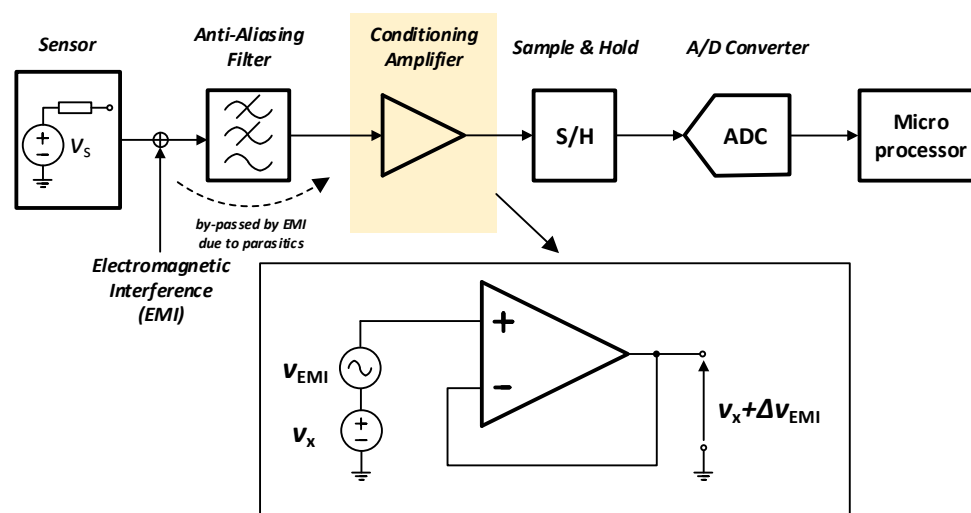 Sensor
Anti-Aliasing
Filter
Conditioning
Amplifier
Sample & Hold
A/D Converter
+
−
V_S
S/H
ADC
Micro
processor
by-passed by EMI
due to parasitics
Electromagnetic
Interference
(EMI)
+
−
v_EMI
+
−
v_x
v_x+Δv_EMI